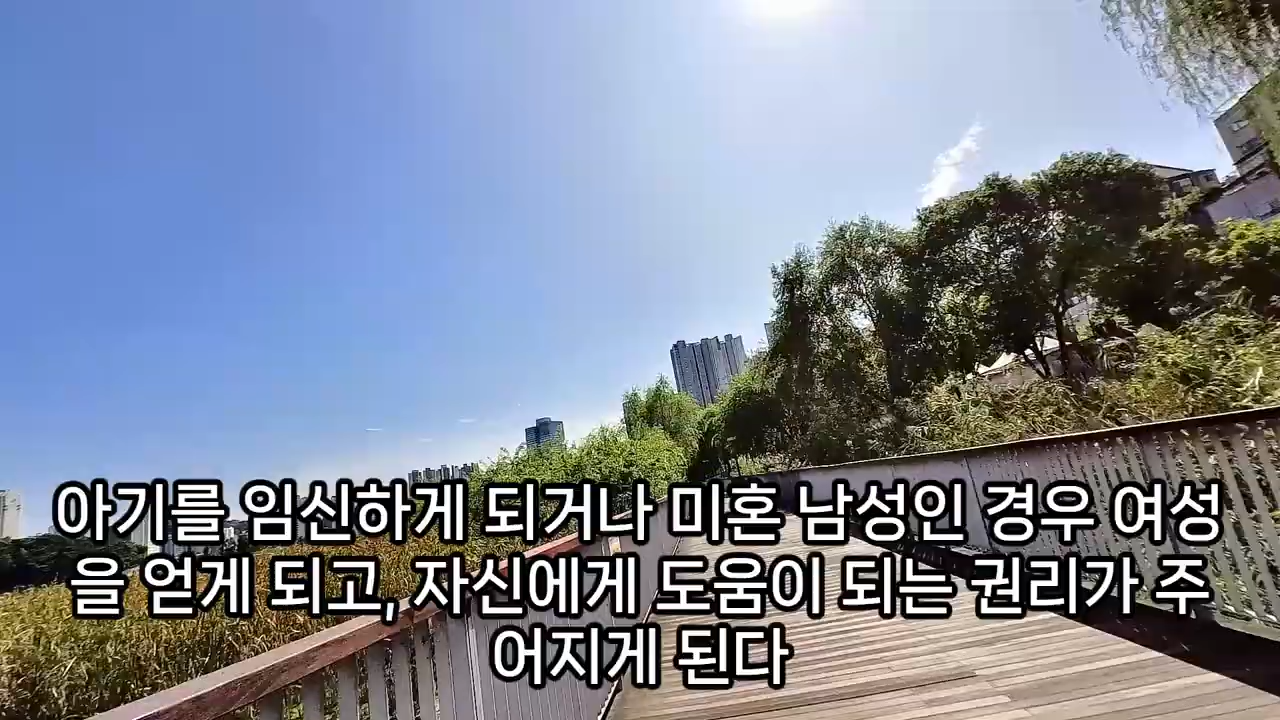 아기를 임신하게 되거나 미혼 남성인 경우 여성
을 얻게 되고, 자신에게 도움이 되는 권리가 주
어지게 된다